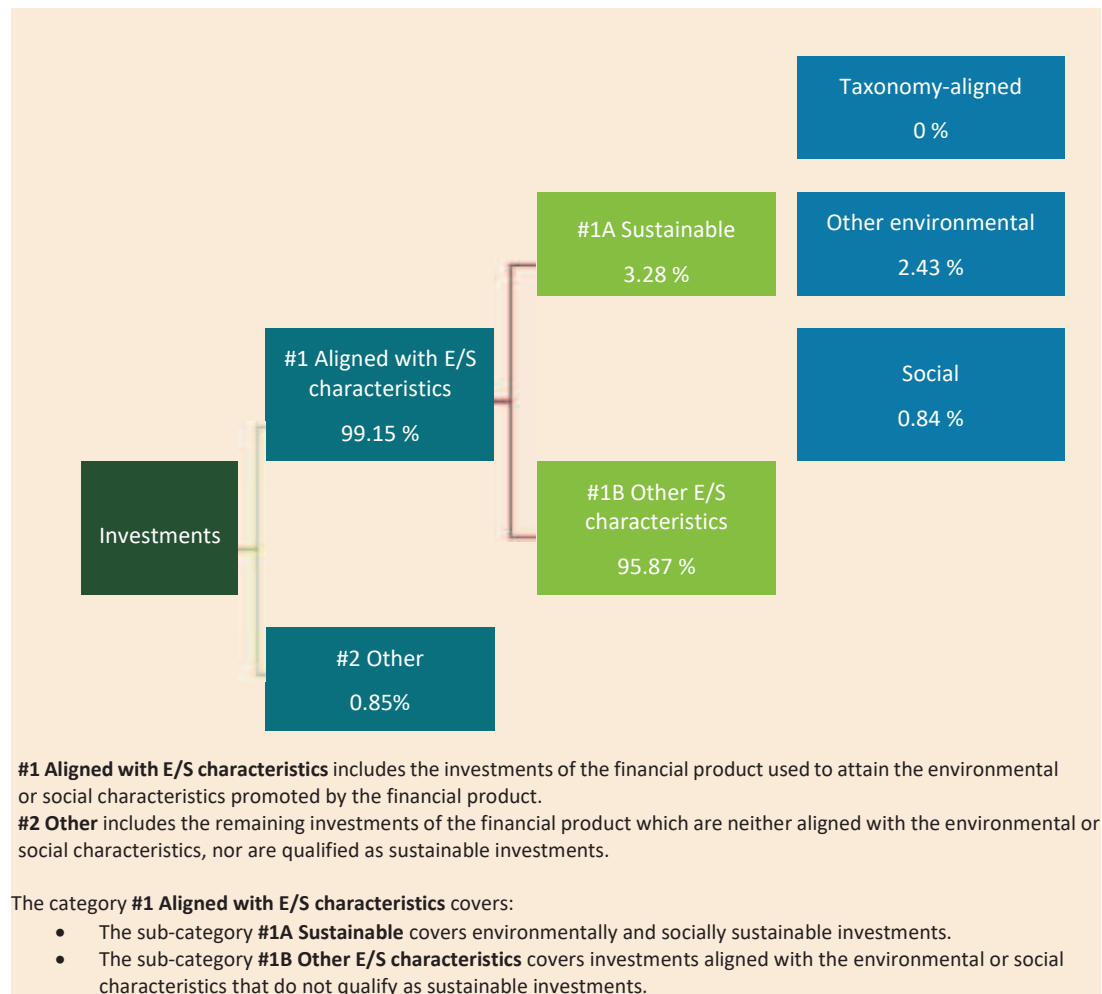 Taxonomy-aligned
0 %
#1A Sustainable
3.28 %
Other environmental
2.43 %
#1 Aligned with E/S
characteristics
99.15 %
Social
0.84 %
Investments
#1B Other E/S
characteristics
95.87 %
#2 Other
0.85%
#1 Aligned with E/S characteristics includes the investments of the financial product used to attain the environmental
or social characteristics promoted by the financial product.
#2 Other includes the remaining investments of the financial product which are neither aligned with the environmental or
social characteristics, nor are qualified as sustainable investments.
The category #1 Aligned with E/S characteristics covers:
• The sub-category #1A Sustainable covers environmentally and socially sustainable investments.
• The sub-category #1B Other E/S characteristics covers investments aligned with the environmental or social
characteristics that do not qualify as sustainable investments.